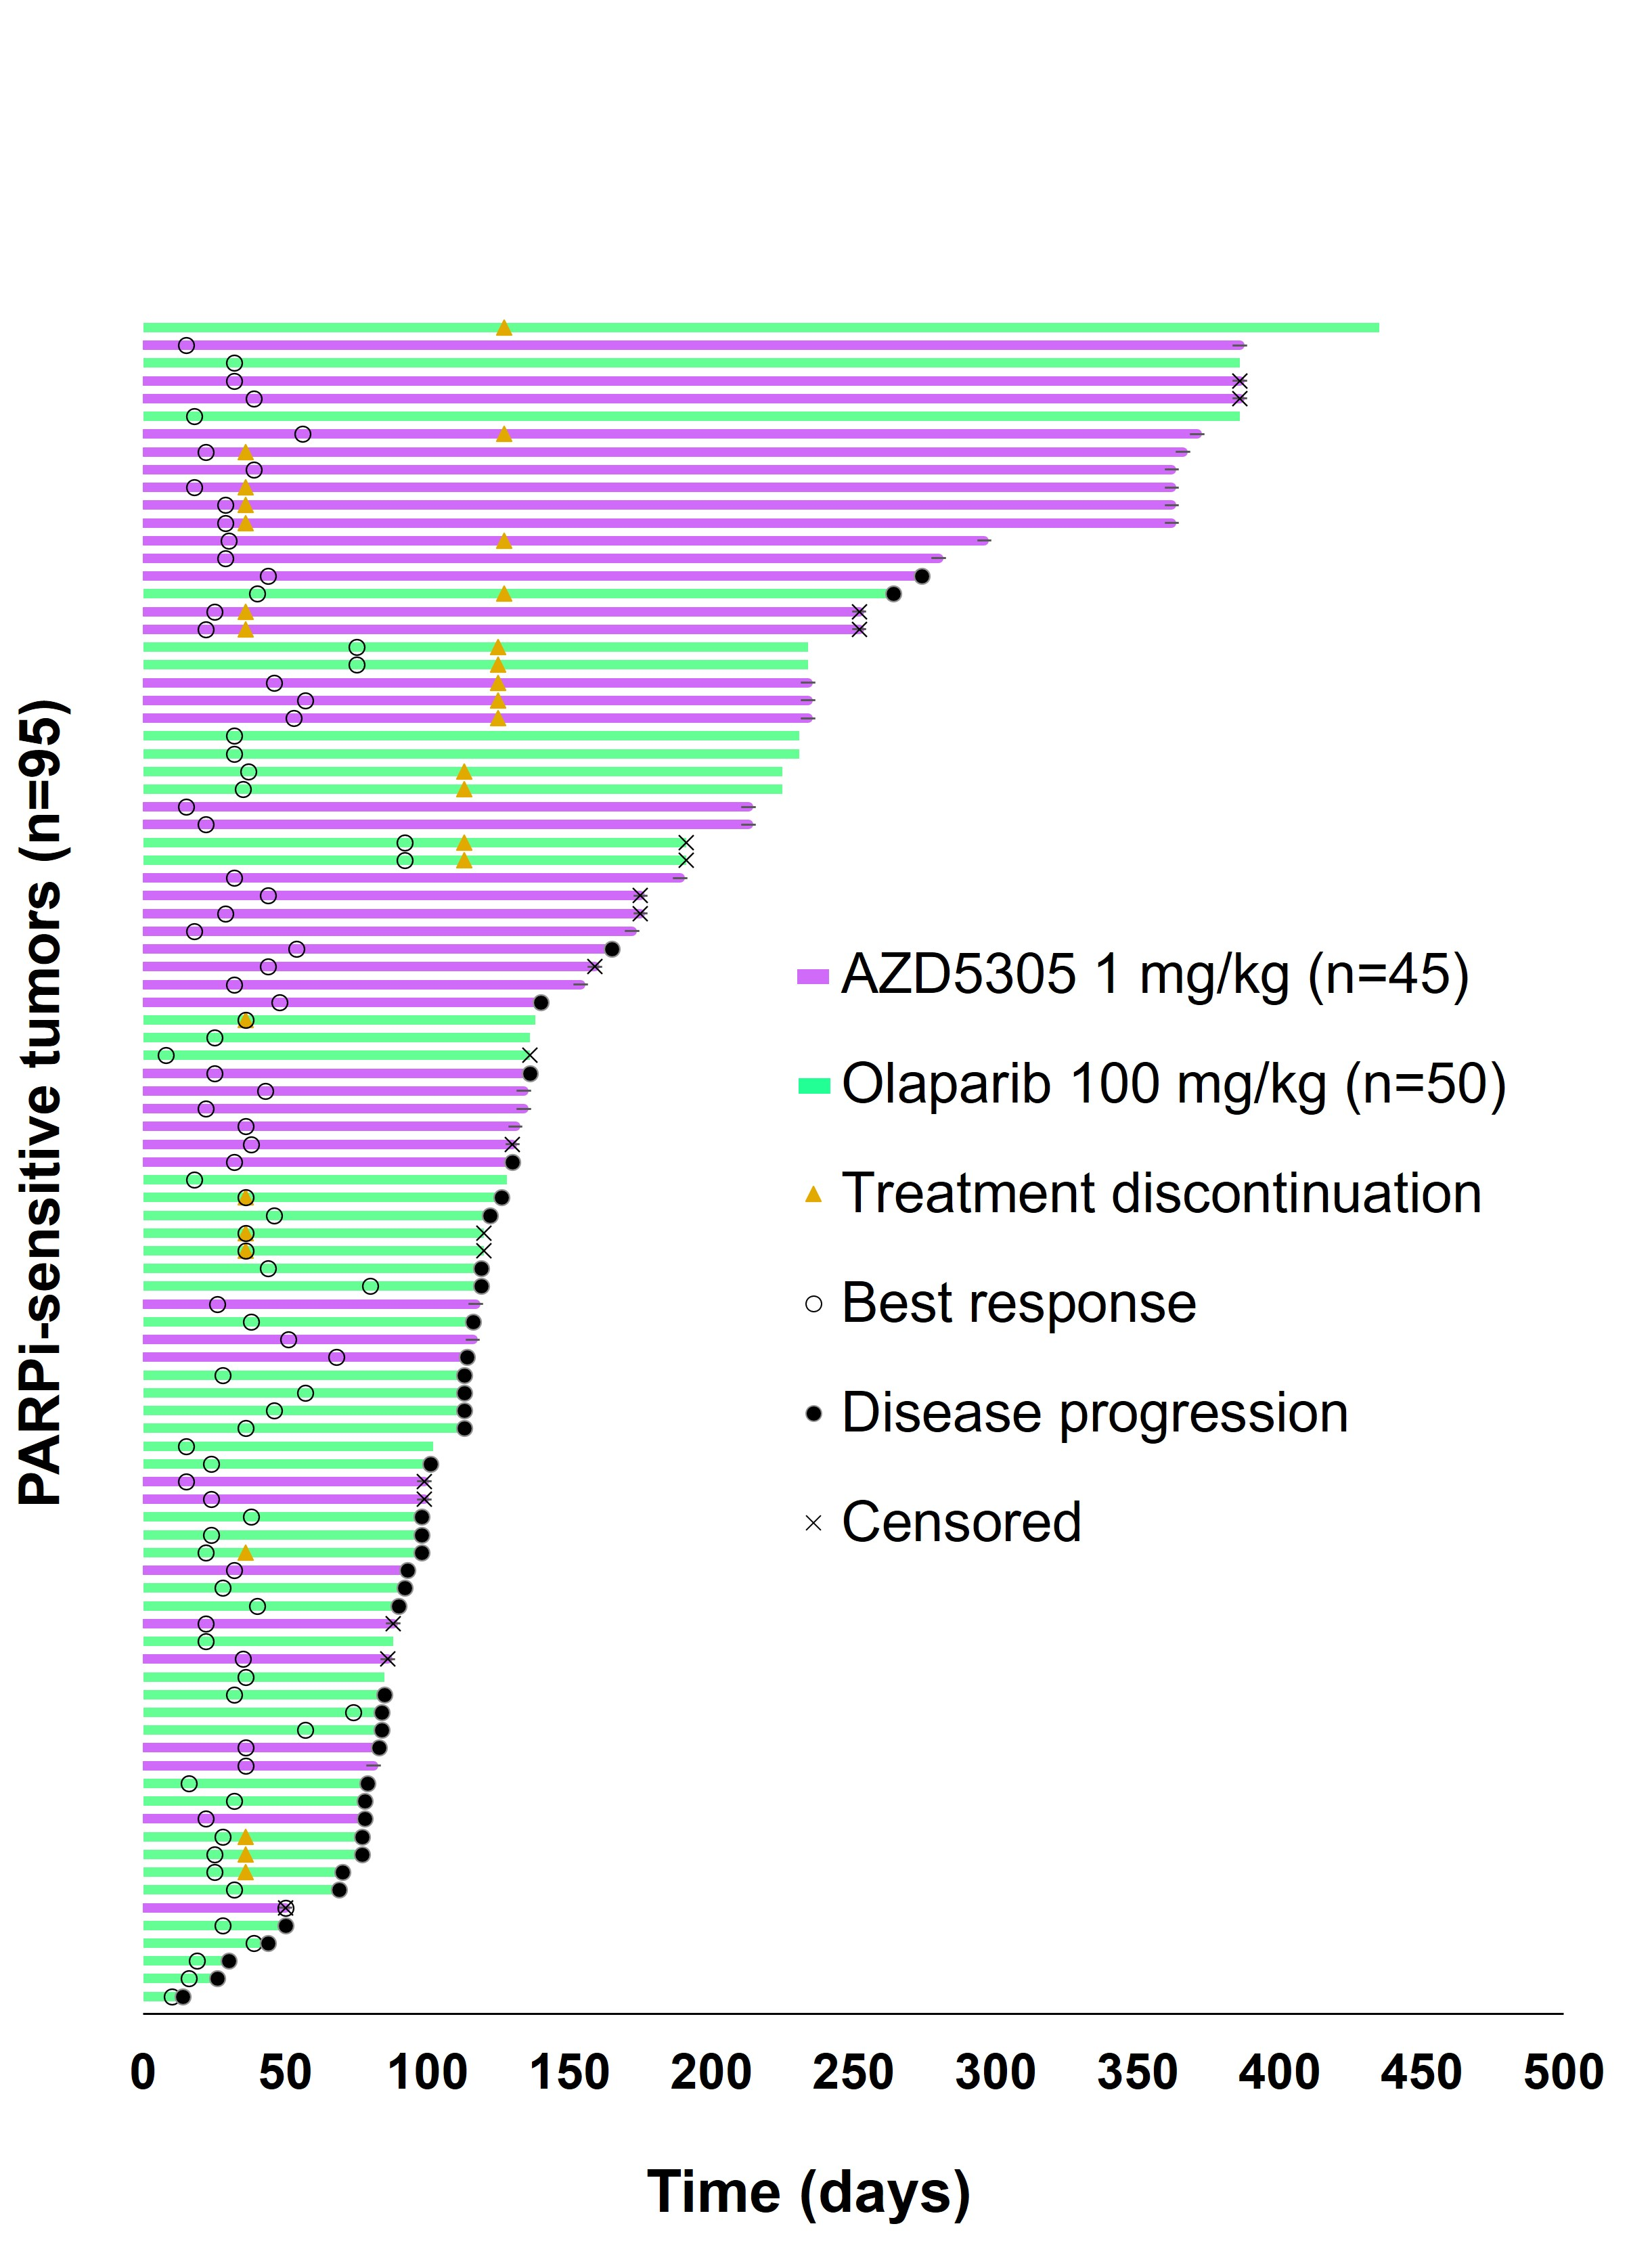 PARPi-sensitive tumors (n=95)
AZD5305 1 mg/kg (n=45)
Olaparib 100 mg/kg (n=50)
Treatment discontinuation
Best response
Disease progression
Censored
0 50 100 150 200 250 300 350 400 450 500
Time (days)